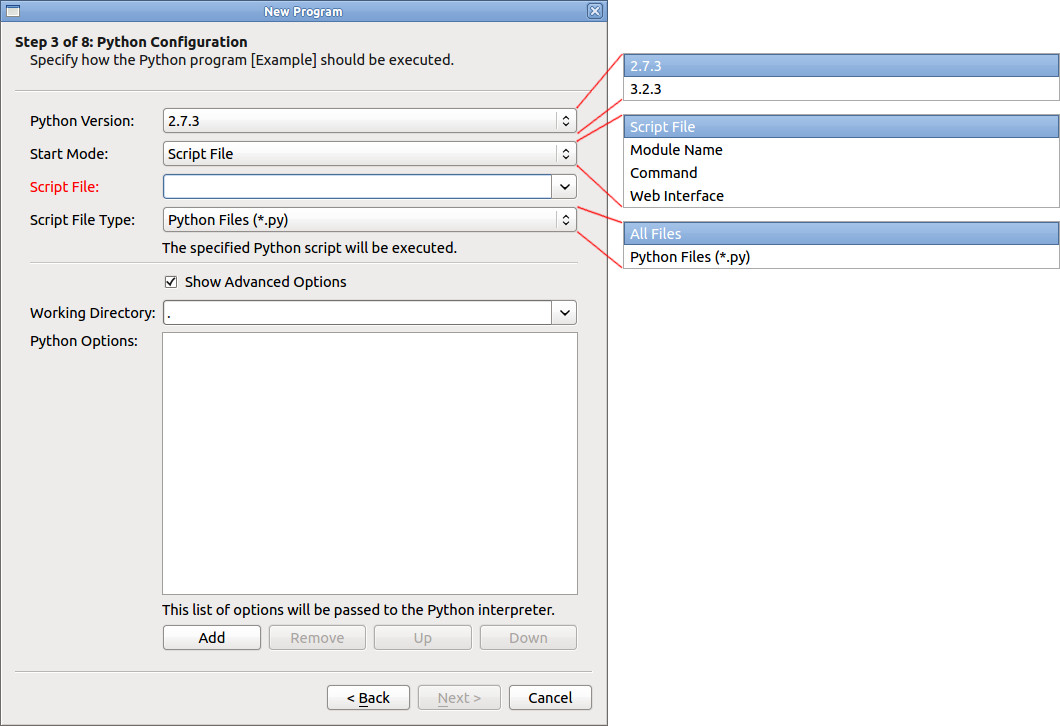 New Program
Step 3 of 8: Python Configuration
Specify how the Python program [Example] should be executed.
Python Version: 2.7.3
Start Mode: Script File
Script File:
Script File Type: Python Files (*.py)
The specified Python script will be executed.
Show Advanced Options
Working Directory: .
Python Options:
This list of options will be passed to the Python interpreter.
Add Remove Up Down
< Back Next > Cancel
2.7.3
3.2.3
Script File
Module Name
Command
Web Interface
All Files
Python Files (*.py)